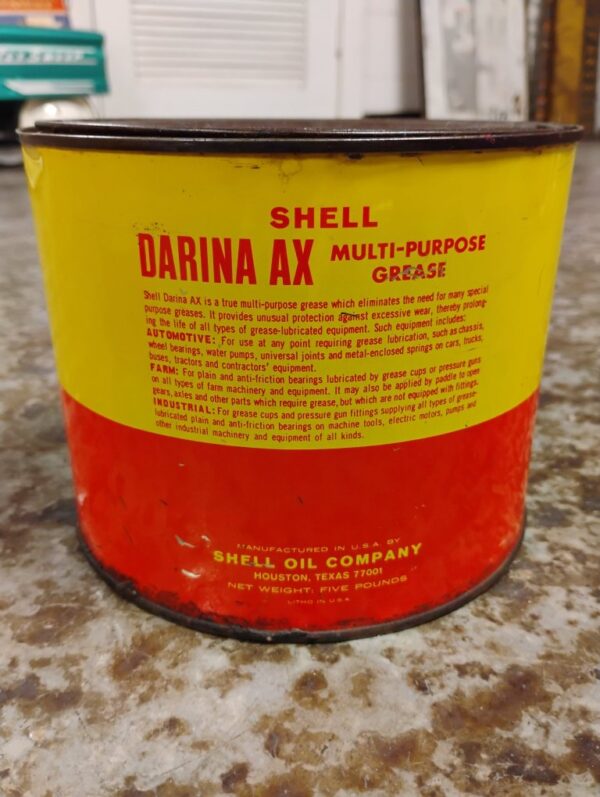 SHELL
DARINA AX MULTI-PURPOSE
GREASE
Shell Darina AX is a true multi-purpose grease which eliminates the need for many special
purpose greases. It provides unusual protection against excessive wear, thereby prolong-
ing the life of all types of grease-lubricated equipment. Such equipment includes:
AUTOMOTIVE: For use at any point requiring grease lubrication, such as chassis,
wheel bearings, water pumps, universal joints and metal-enclosed springs on cars, trucks,
buses, tractors and contractors' equipment.
FARM: For plain and anti-friction bearings lubricated by grease cups or pressure guns
on all types of farm machinery and equipment. It may also be applied by paddle to open
gears, axles and other parts which require grease, but which are not equipped with fittings.
INDUSTRIAL: For grease cups and pressure gun fittings supplying all types of grease-
lubricated plain and anti-friction bearings on machine tools, electric motors, pumps and
other industrial machinery and equipment of all kinds.
MANUFACTURED IN U.S.A. BY
SHELL OIL COMPANY
HOUSTON, TEXAS 77001
NET WEIGHT: FIVE POUNDS
LITHO IN U.S.A.